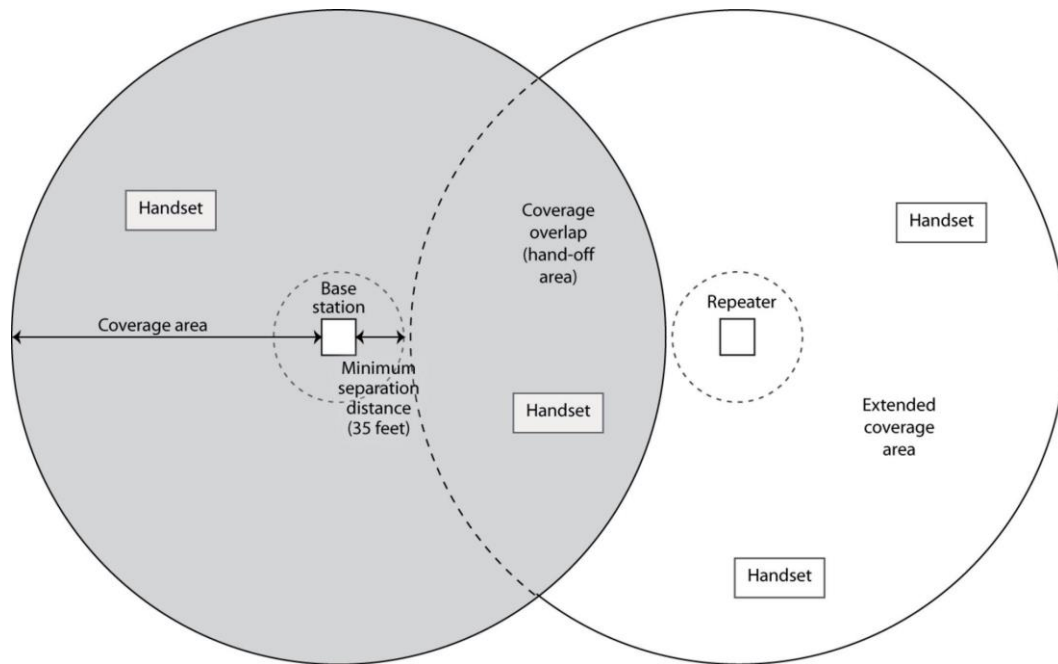 Handset
Coverage
overlap
(hand-off
area)
Handset
Base
station
Repeater
Coverage area
Minimum
separation
distance
(35 feet)
Handset
Extended
coverage
area
Handset